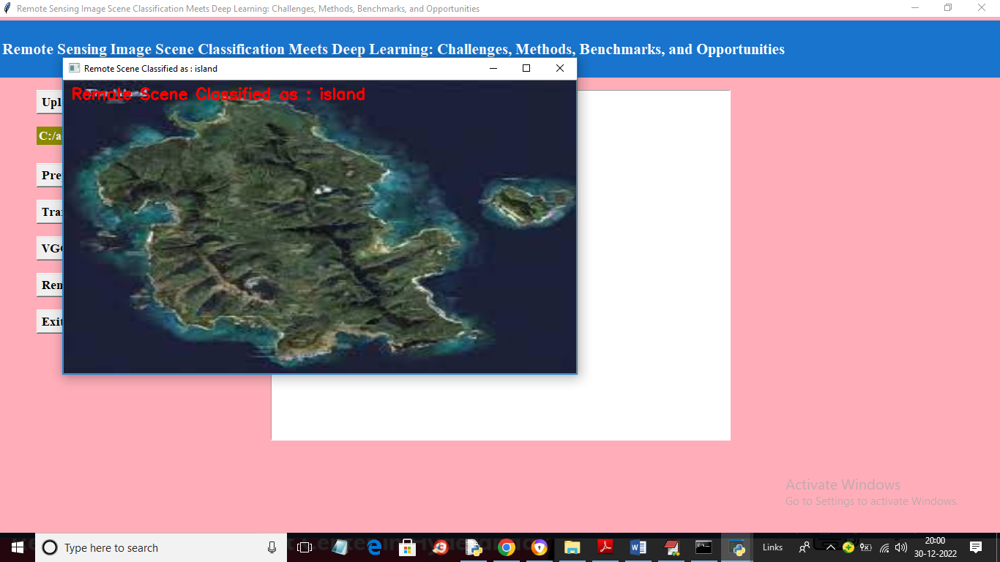 Remote Sensing Image Scene Classification Meets Deep Learning: Challenges, Methods, Benchmarks, and Opportunities
Remote Sensing Image Scene Classification Meets Deep Learning: Challenges, Methods, Benchmarks, and Opportunities
Remote Scene Classified as : island
Remote Scene Classified as : island
Upl
C:/a
Pre
Tra
VG
Ren
Exit
Activate Windows
Go to Settings to activate Windows.
Type here to search
Links
20:00
30-12-2022